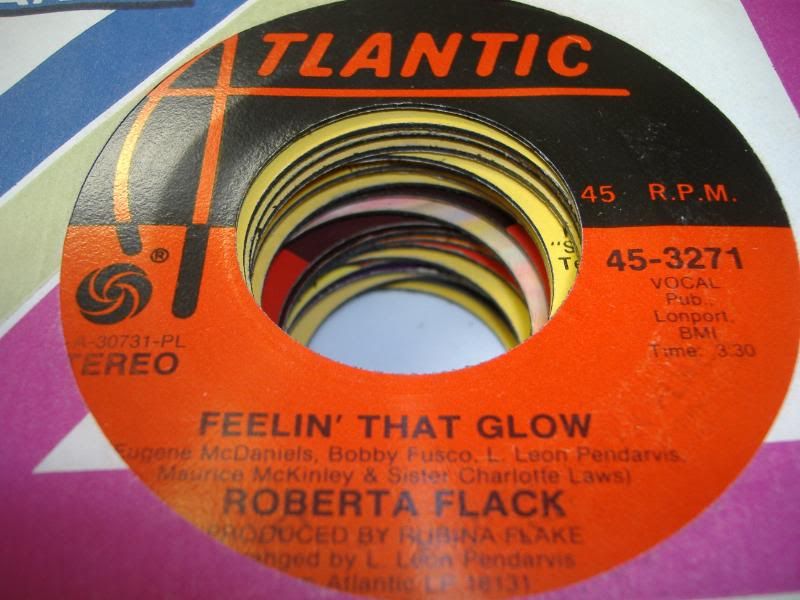 ATLANTIC
45 R.P.M.
®
"S
45-3271
VOCAL
Pub.,
Lonport,
BMI
Time: 3:30
A-30731-PL
STEREO
FEELIN' THAT GLOW
Eugene McDaniels, Bobby Fusco, L. Leon Pendarvis,
Maurice McKinley & Sister Charlotte Laws)
ROBERTA FLACK
PRODUCED BY RUBINA FLAKE
Arranged by L. Leon Pendarvis
Atlantic LP 18131